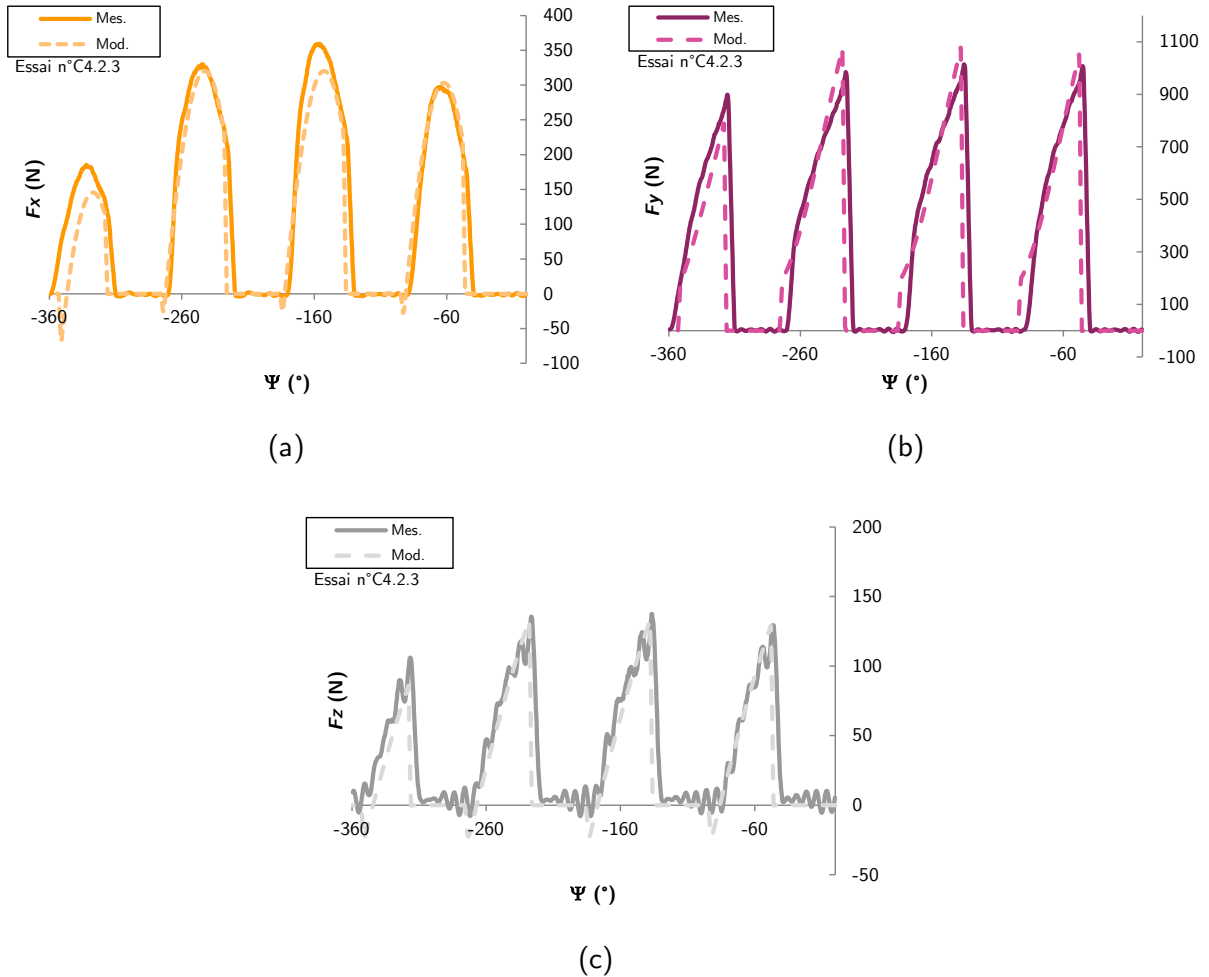 Mes.
Mod.
Essai n°C4.2.3
400
350
300
250
200
150
100
50
0
-50
-100
-360
-260
-160
-60
Fx (N)
Ψ (°)
(a)
Mes.
Mod.
Essai n°C4.2.3
1100
900
700
500
300
100
-100
-360
-260
-160
-60
Fy (N)
Ψ (°)
(b)
Mes.
Mod.
Essai n°C4.2.3
200
150
100
50
0
-50
-360
-260
-160
-60
Fz (N)
Ψ (°)
(c)